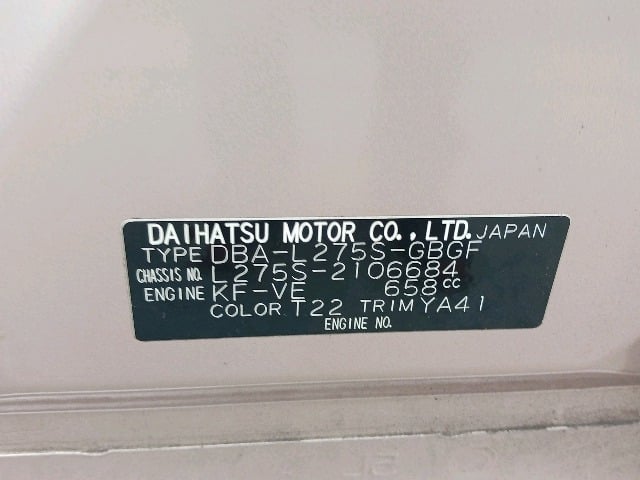 DAIHATSU MOTOR CO., LTD. JAPAN
TYPE DBA-L275S-GBGF
CHASSIS NO. L275S-2106684
ENGINE KF-VE 658cc
COLOR T22 TRIM YA41
ENGINE NO.